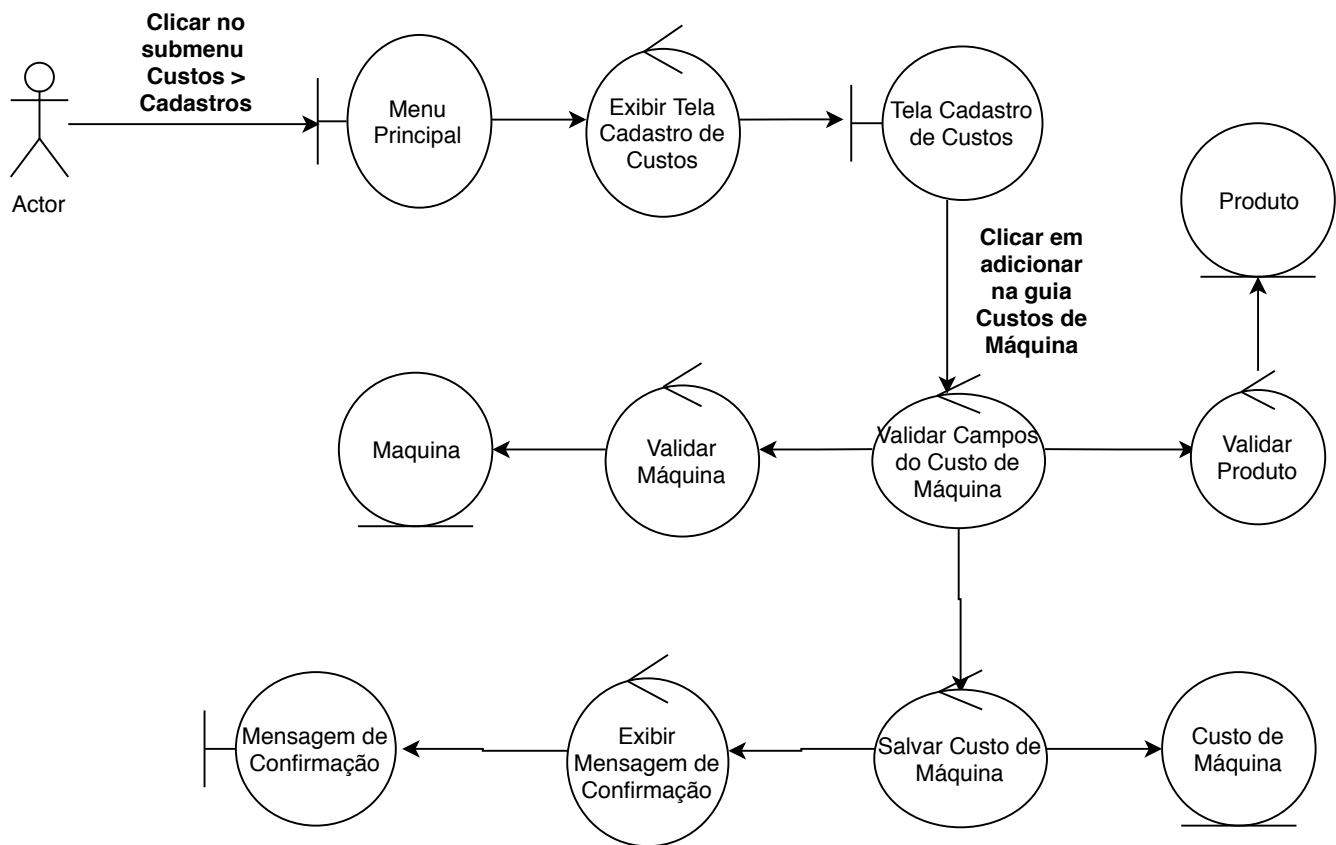 Clicar no
submenu
Custos >
Cadastros
Actor
Menu
Principal
Exibir Tela
Cadastro de
Custos
Tela Cadastro
de Custos
Produto
Clicar em
adicionar
na guia
Custos de
Máquina
Maquina
Validar
Máquina
Validar Campos
do Custo de
Máquina
Validar
Produto
Mensagem de
Confirmação
Exibir
Mensagem de
Confirmação
Salvar Custo de
Máquina
Custo de
Máquina